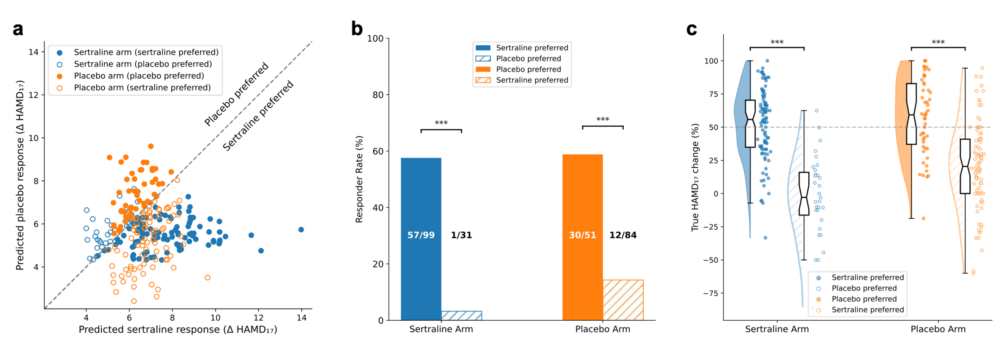 a
14
12
10
8
6
4
Predicted placebo response (Δ HAMD₁₇)
Sertraline arm (sertraline preferred)
Sertraline arm (placebo preferred)
Placebo arm (placebo preferred)
Placebo arm (sertraline preferred)
Placebo preferred
Sertraline preferred
4 6 8 10 12 14
Predicted sertraline response (Δ HAMD₁₇)
b
100
80
60
40
20
0
Responder Rate (%)
Sertraline preferred
Placebo preferred
Placebo preferred
Sertraline preferred
*** ***
57/99 1/31 30/51 12/84
Sertraline Arm Placebo Arm
c
*** ***
100
75
50
25
0
−25
−50
−75
True HAMD₁₇ change (%)
Sertraline preferred
Placebo preferred
Placebo preferred
Sertraline preferred
Sertraline Arm Placebo Arm